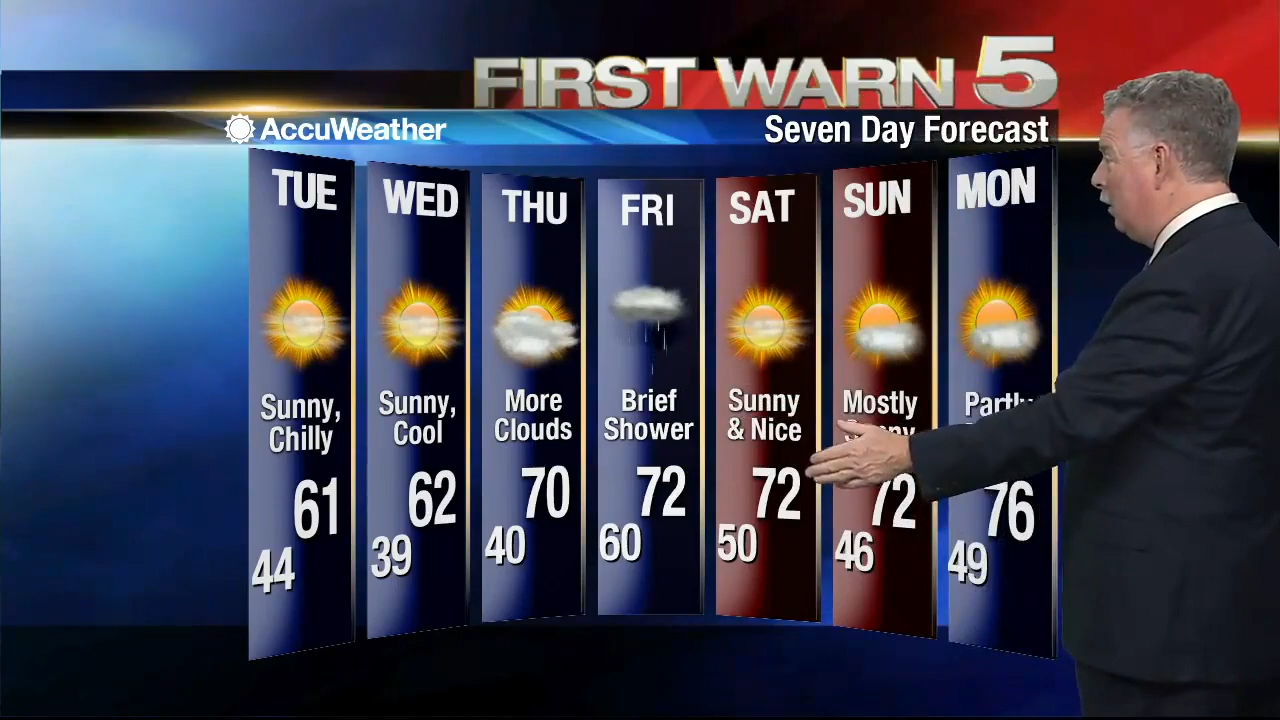 FIRST WARN 5
AccuWeather
Seven Day Forecast
TUE
Sunny,
Chilly
61
44
WED
Sunny,
Cool
62
39
THU
More
Clouds
70
40
FRI
Brief
Shower
72
60
SAT
Sunny
& Nice
72
50
SUN
Mostly
72
46
MON
Partly
76
49